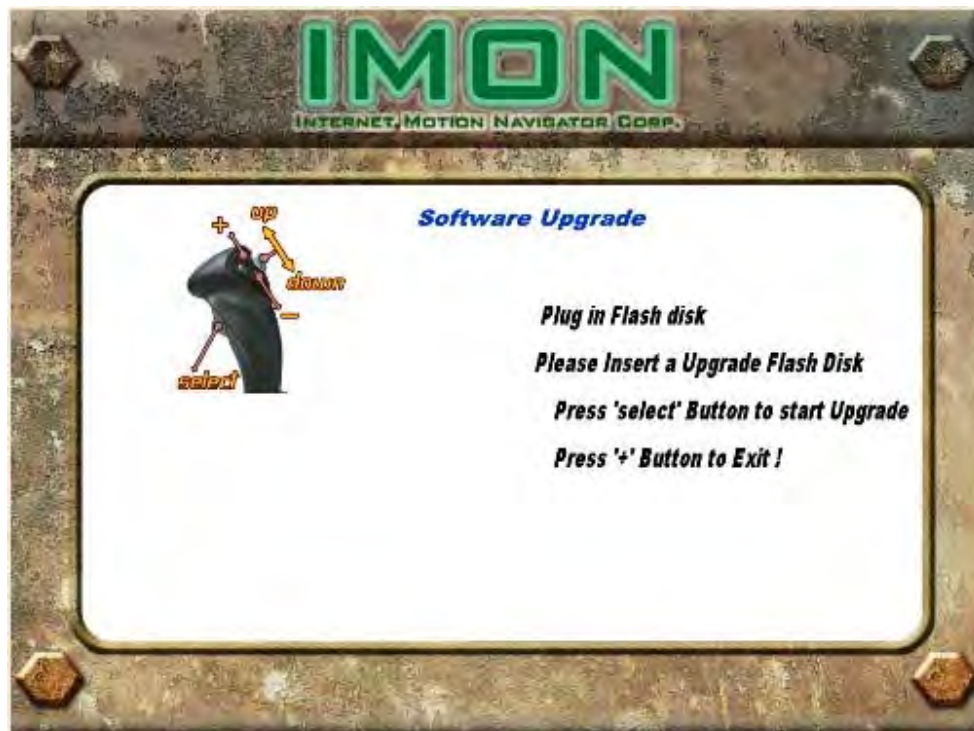 IMON
INTERNET MOTION NAVIGATOR CORP.
Software Upgrade
+
up
down
−
select
Plug in Flash disk
Please Insert a Upgrade Flash Disk
Press 'select' Button to start Upgrade
Press '+' Button to Exit !